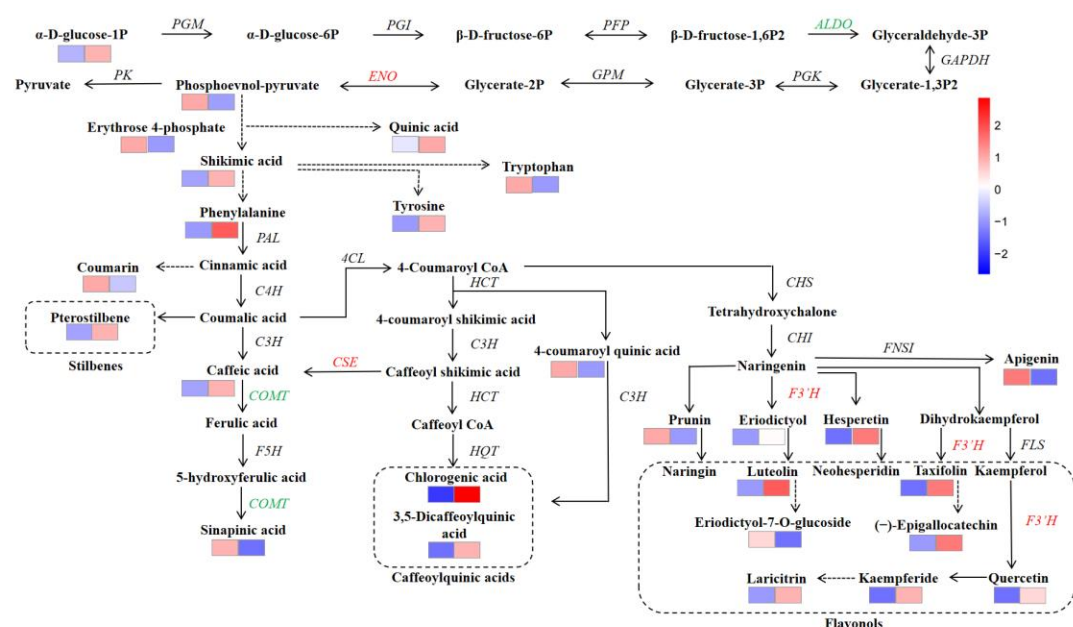 α-D-glucose-1P PGM α-D-glucose-6P PGI β-D-fructose-6P PFP β-D-fructose-1,6P2 ALDO Glyceraldehyde-3P
GAPDH
Pyruvate PK Phosphoevnol-pyruvate ENO Glycerate-2P GPM Glycerate-3P PGK Glycerate-1,3P2
Erythrose 4-phosphate Quinic acid
Shikimic acid Tryptophan
Phenylalanine Tyrosine
PAL
Coumarin Cinnamic acid 4CL 4-Coumaroyl CoA
C4H HCT CHS
Pterostilbene Coumalic acid 4-coumaroyl shikimic acid Tetrahydroxychalone
Stilbenes C3H C3H 4-coumaroyl quinic acid CHI FNSI
Caffeic acid CSE Caffeoyl shikimic acid Naringenin Apigenin
COMT HCT C3H F3'H
Ferulic acid Caffeoyl CoA Prunin Eriodictyol Hesperetin Dihydrokaempferol
F5H HQT F3'H FLS
5-hydroxyferulic acid Chlorogenic acid Naringin Luteolin Neohesperidin Taxifolin Kaempferol
COMT 3,5-Dicaffeoylquinic
acid
Sinapinic acid Eriodictyol-7-O-glucoside (−)-Epigallocatechin F3'H
Caffeoylquinic acids Laricitrin Kaempferide Quercetin
Flavonols
2
1
0
−1
−2